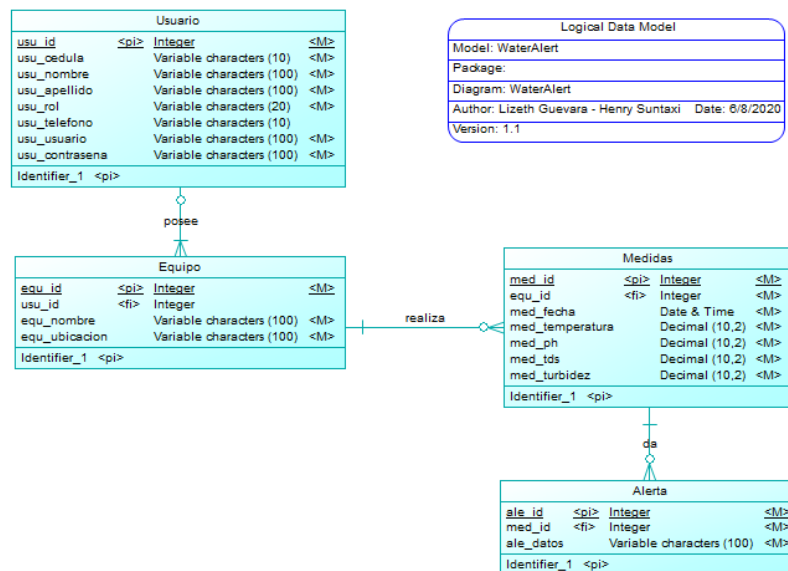 Usuario
usu_id <pi> Integer <M>
usu_cedula Variable characters (10) <M>
usu_nombre Variable characters (100) <M>
usu_apellido Variable characters (100) <M>
usu_rol Variable characters (20) <M>
usu_telefono Variable characters (10)
usu_usuario Variable characters (100) <M>
usu_contrasena Variable characters (100) <M>
Identifier_1 <pi>
Logical Data Model
Model: WaterAlert
Package:
Diagram: WaterAlert
Author: Lizeth Guevara - Henry Suntaxi Date: 6/8/2020
Version: 1.1
posee
Equipo
equ_id <pi> Integer <M>
usu_id <fi> Integer
equ_nombre Variable characters (100) <M>
equ_ubicacion Variable characters (100) <M>
Identifier_1 <pi>
realiza
Medidas
med_id <pi> Integer <M>
equ_id <fi> Integer <M>
med_fecha Date & Time <M>
med_temperatura Decimal (10,2) <M>
med_ph Decimal (10,2) <M>
med_tds Decimal (10,2) <M>
med_turbidez Decimal (10,2) <M>
Identifier_1 <pi>
da
Alerta
ale_id <pi> Integer <M>
med_id <fi> Integer <M>
ale_datos Variable characters (100) <M>
Identifier_1 <pi>